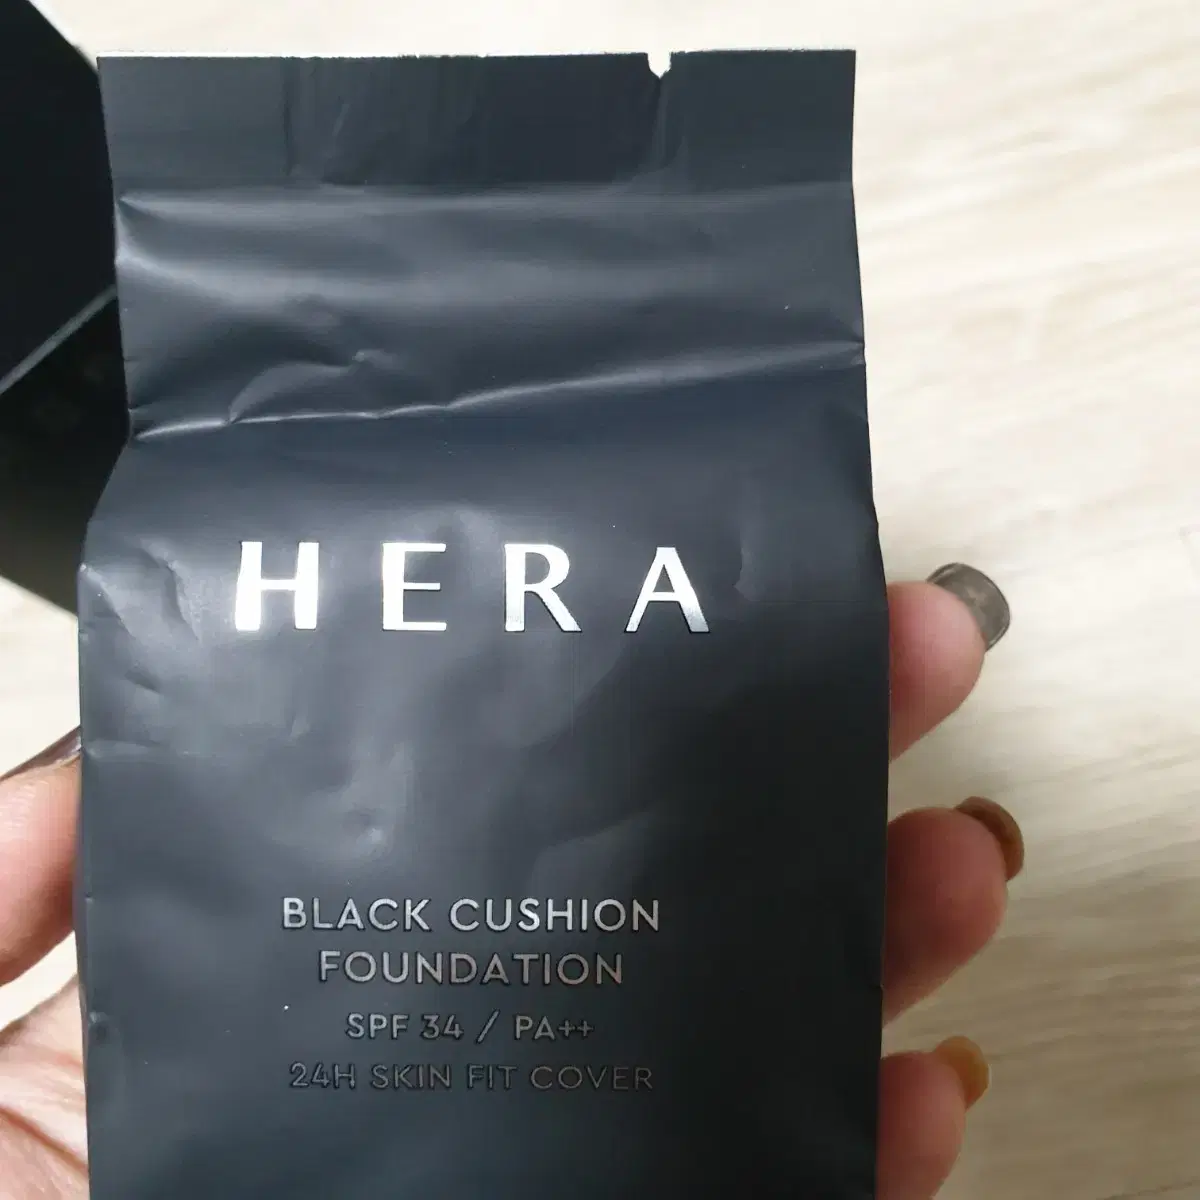 HERA
BLACK CUSHION
FOUNDATION
SPF 34 / PA++
24H SKIN FIT COVER